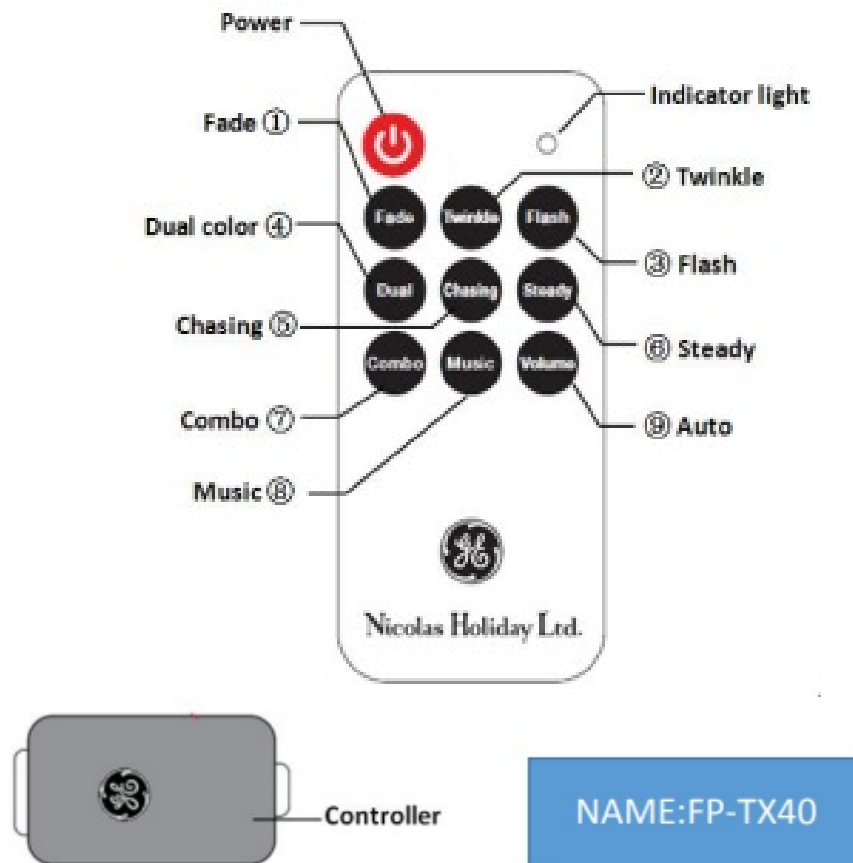 Power
Indicator light
Fade ①
② Twinkle
Fade Twinkle Flash
Dual color ④
③ Flash
Dual Chasing Steady
Chasing ⑤
⑥ Steady
Combo Music Volume
Combo ⑦
⑨ Auto
Music ⑧
GE
Nicolas Holiday Ltd.
GE
Controller
NAME:FP-TX40